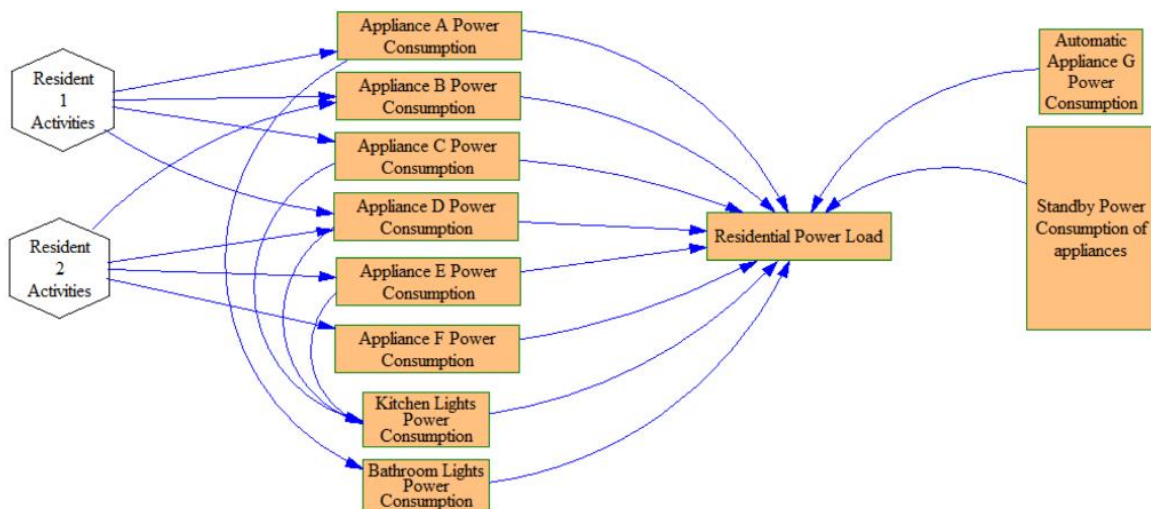 Resident
1
Activities
Resident
2
Activities
Appliance A Power
Consumption
Appliance B Power
Consumption
Appliance C Power
Consumption
Appliance D Power
Consumption
Appliance E Power
Consumption
Appliance F Power
Consumption
Kitchen Lights
Power
Consumption
Bathroom Lights
Power
Consumption
Residential Power Load
Automatic
Appliance G
Power
Consumption
Standby Power
Consumption of
appliances